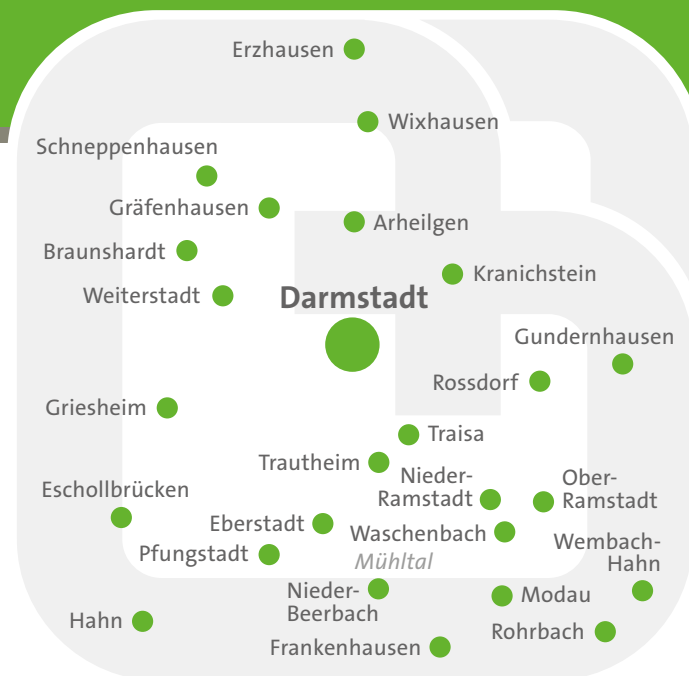 Erzhausen
Wixhausen
Schneppenhausen
Gräfenhausen
Arheilgen
Braunshardt
Kranichstein
Weiterstadt
Darmstadt
Gundernhausen
Rossdorf
Griesheim
Traisa
Trautheim
Nieder-
Ramstadt
Ober-
Ramstadt
Eschollbrücken
Eberstadt
Waschenbach
Pfungstadt
Mühltal
Wembach-
Hahn
Nieder-
Beerbach
Modau
Hahn
Rohrbach
Frankenhausen